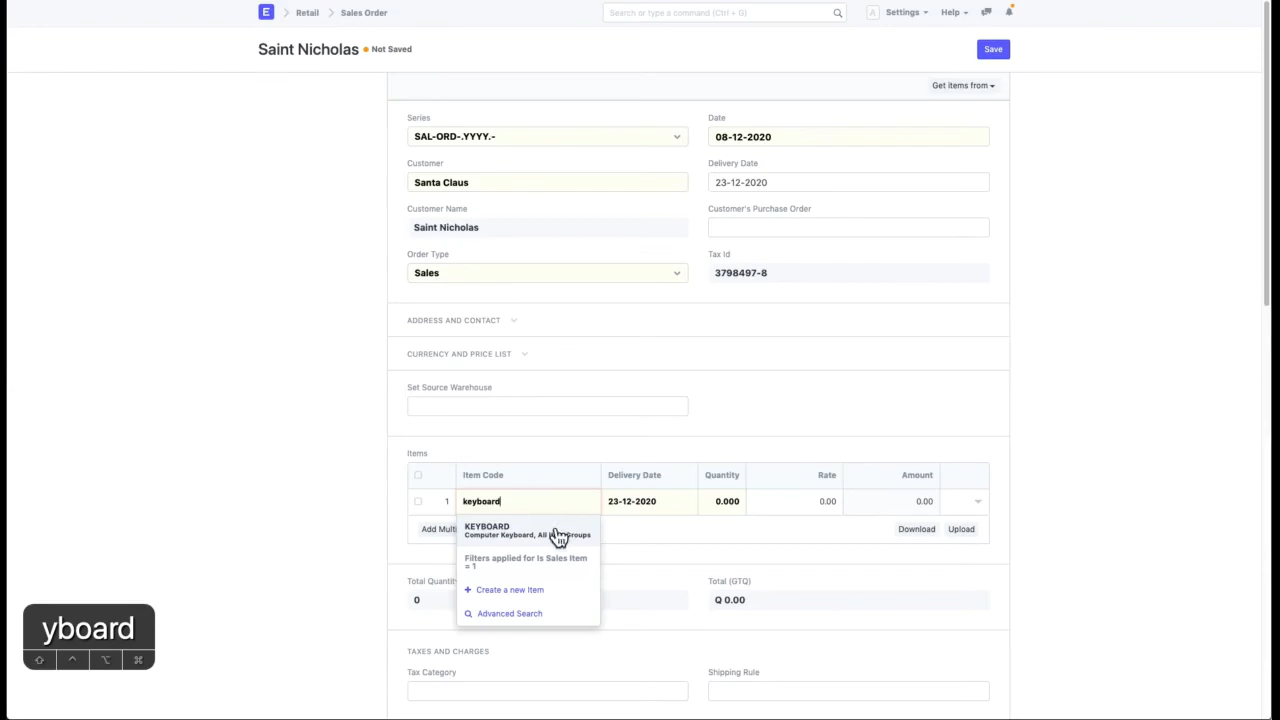 E Retail Sales Order Search or type a command (Ctrl + G) A Settings Help
Saint Nicholas Not Saved Save
Get items from
Series Date
SAL-ORD-.YYYY.- 08-12-2020
Customer Delivery Date
Santa Claus 23-12-2020
Customer Name Customer's Purchase Order
Saint Nicholas
Order Type Tax Id
Sales 3798497-8
ADDRESS AND CONTACT
CURRENCY AND PRICE LIST
Set Source Warehouse
Items
Item Code Delivery Date Quantity Rate Amount
1 keyboard 23-12-2020 0.000 0.00 0.00
Add Multi Download Upload
KEYBOARD
Computer Keyboard, All Groups
Filters applied for Is Sales Item
= 1
Create a new Item
Advanced Search
Total Quantity Total (GTQ)
0 Q 0.00
yboard
TAXES AND CHARGES
Tax Category Shipping Rule